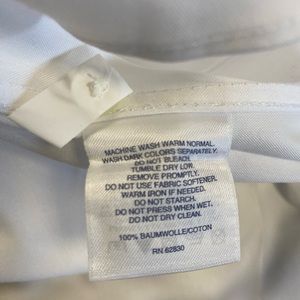 MACHINE WASH WARM NORMAL.
WASH DARK COLORS SEPARATELY.
DO NOT BLEACH.
TUMBLE DRY LOW.
REMOVE PROMPTLY.
DO NOT USE FABRIC SOFTENER.
WARM IRON IF NEEDED.
DO NOT STARCH.
DO NOT PRESS WHEN WET.
DO NOT DRY CLEAN.
100% BAUMWOLLE/COTTON
RN 62830